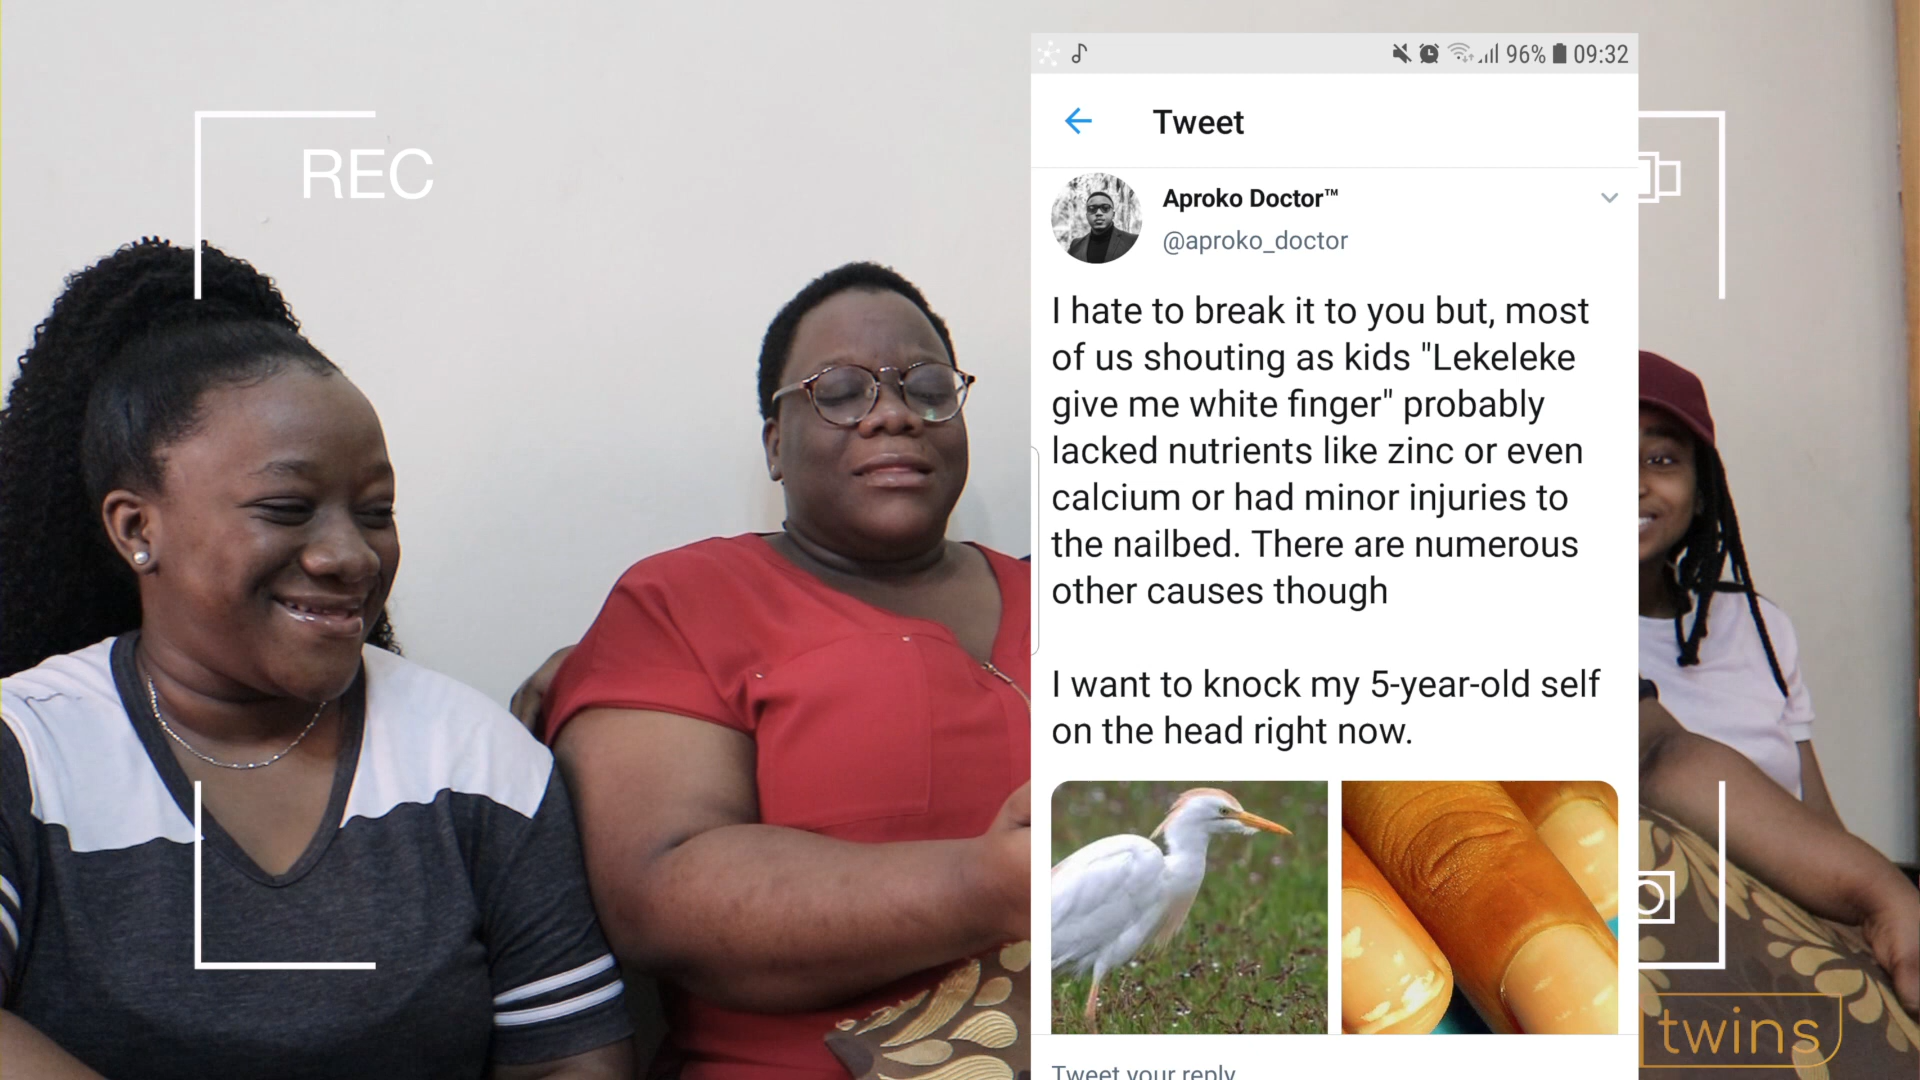 REC
96% 09:32
Tweet
Aproko Doctor™
@aproko_doctor
I hate to break it to you but, most
of us shouting as kids "Lekeleke
give me white finger" probably
lacked nutrients like zinc or even
calcium or had minor injuries to
the nailbed. There are numerous
other causes though
I want to knock my 5-year-old self
on the head right now.
Tweet your reply
twins